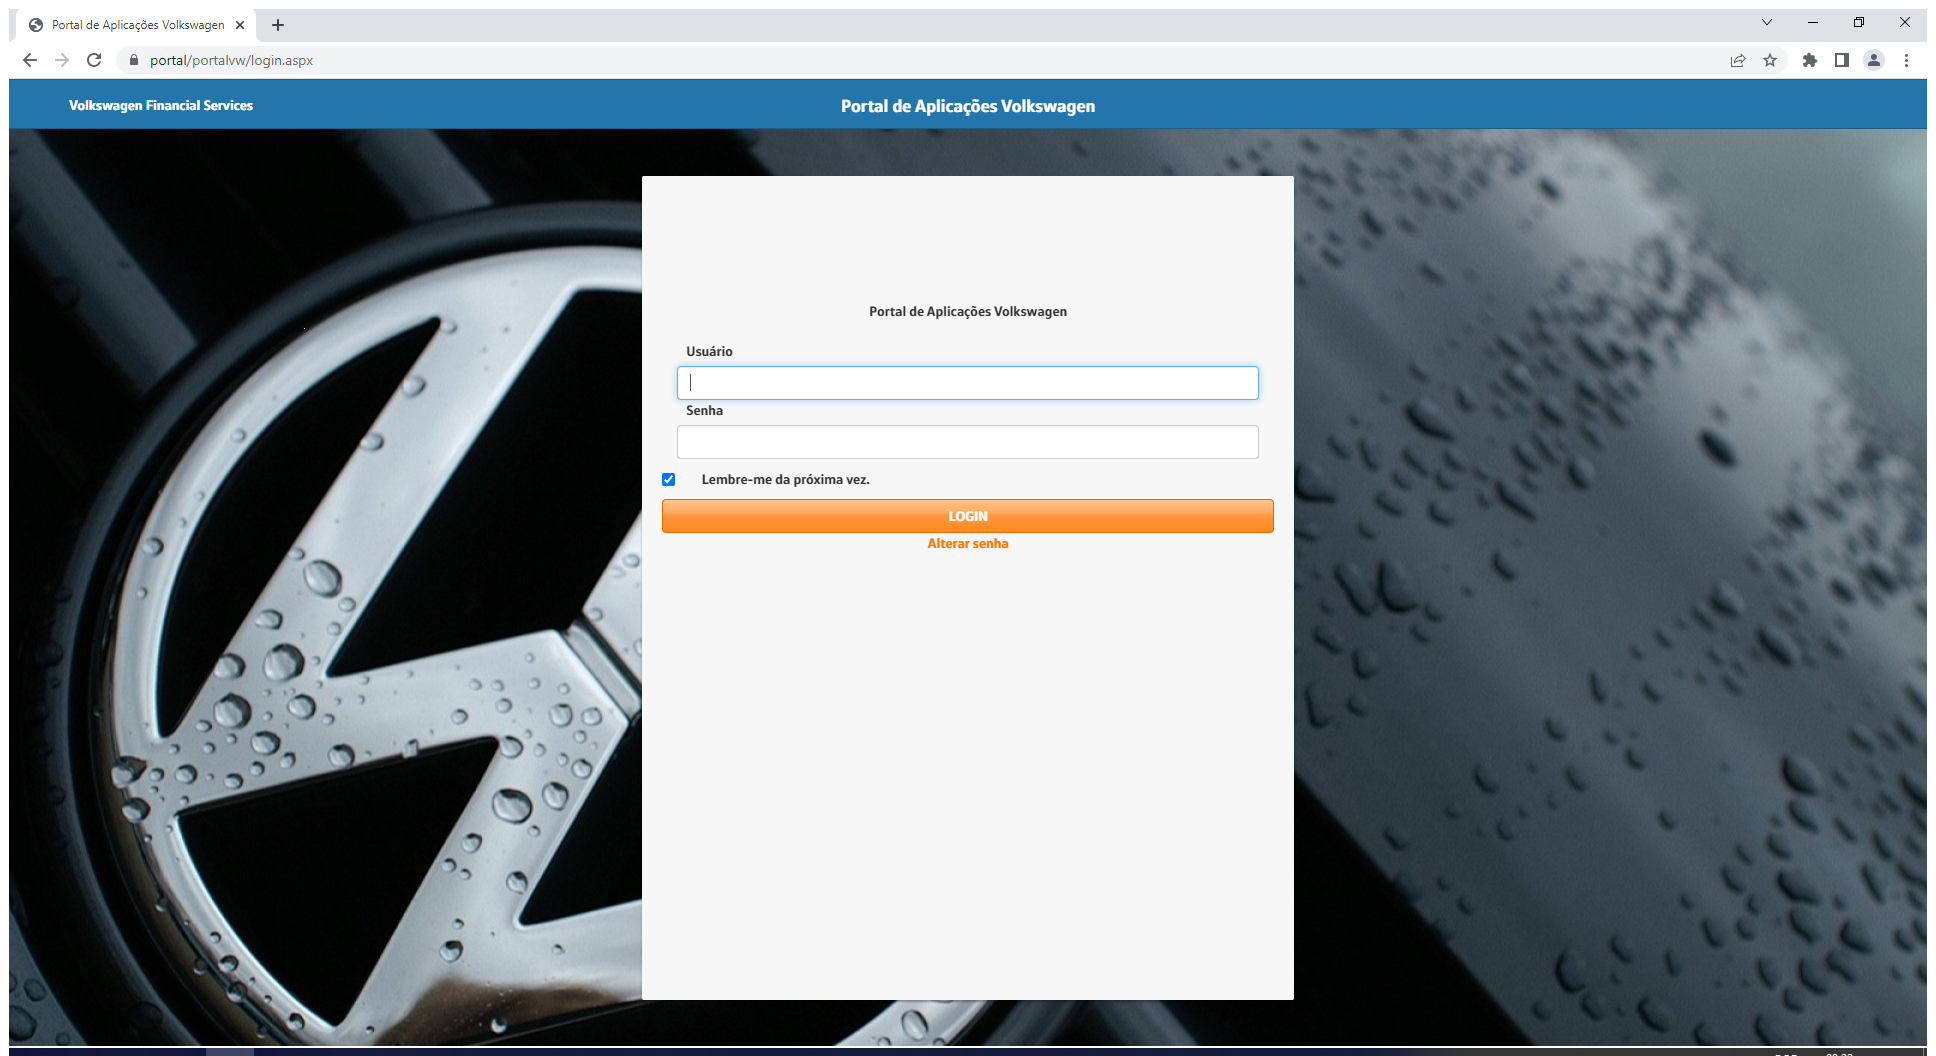 Portal de Aplicações Volkswagen
portal/portalvw/login.aspx
Volkswagen Financial Services
Portal de Aplicações Volkswagen
Portal de Aplicações Volkswagen
Usuário
Senha
Lembre-me da próxima vez.
LOGIN
Alterar senha